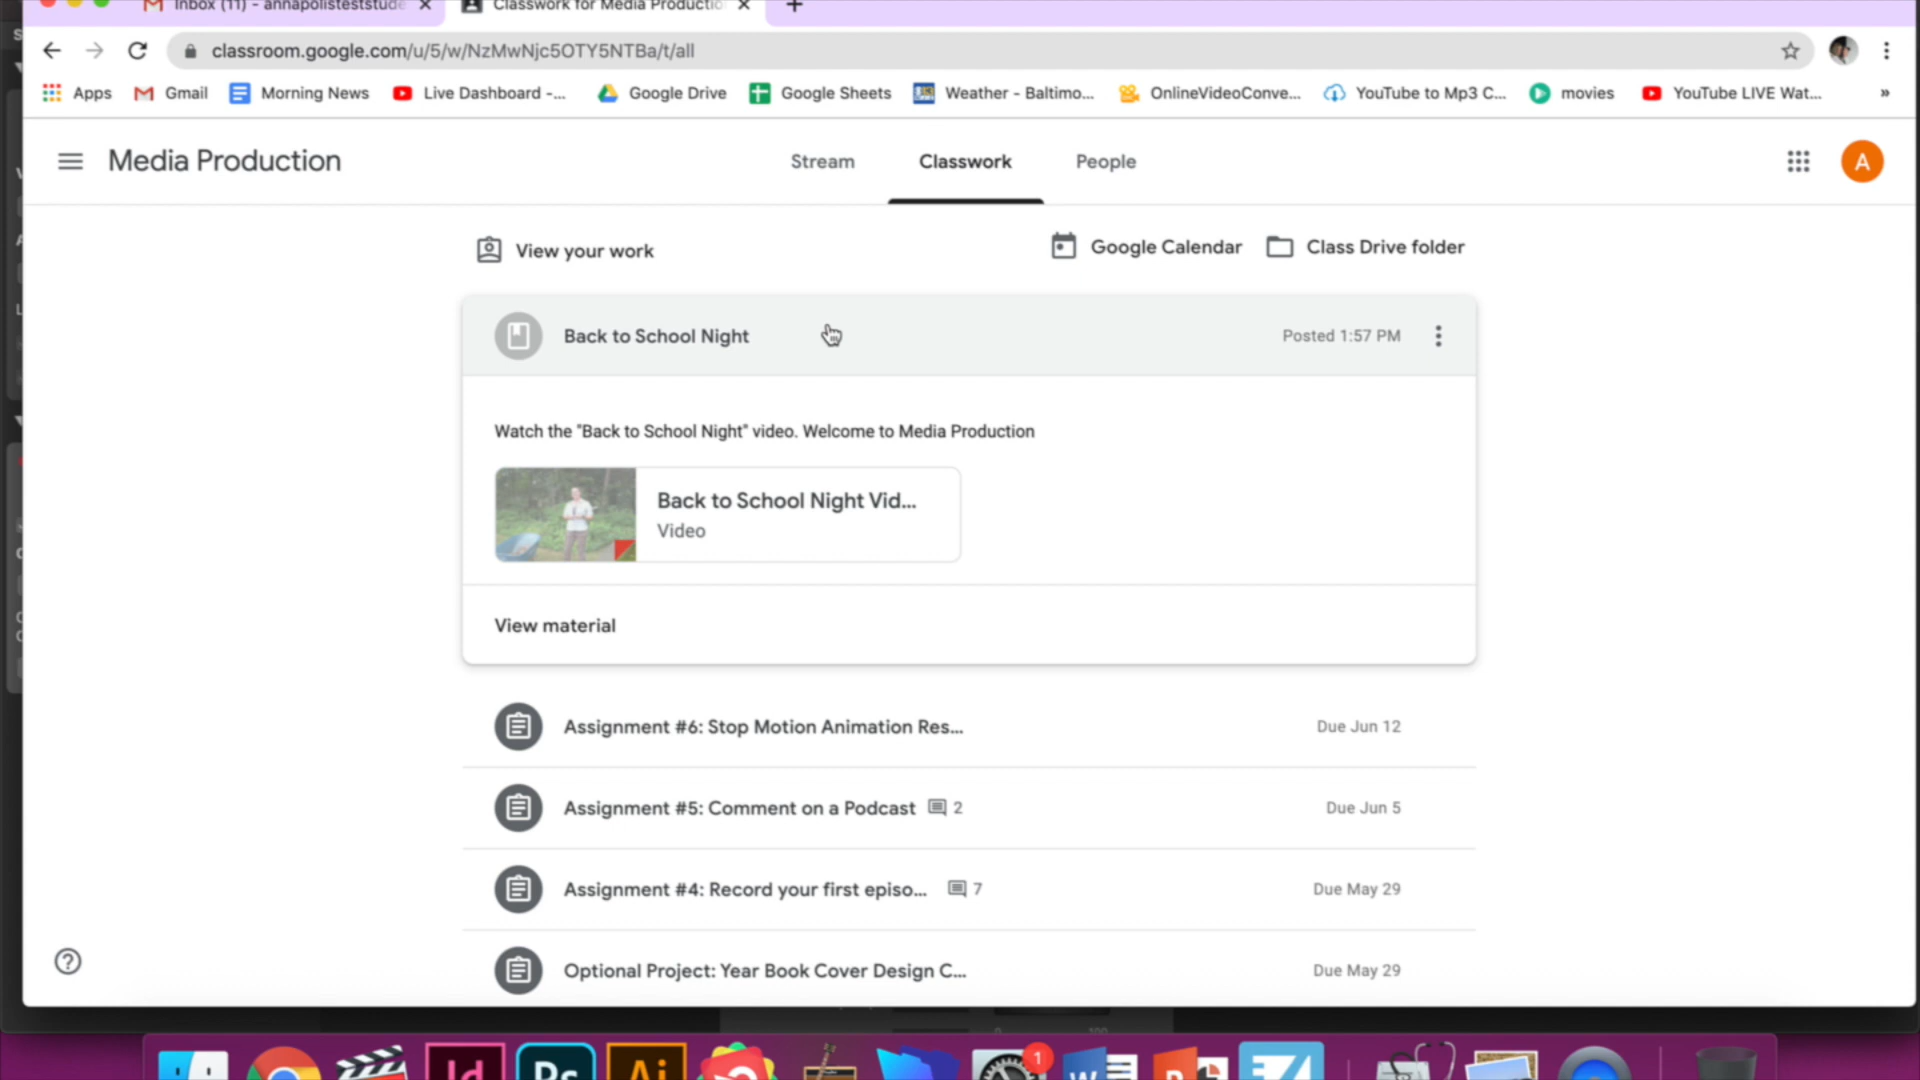 Inbox (11) - annapolisteststude
Classwork for Media Productio
classroom.google.com/u/5/w/NzMwNjc5OTY5NTBa/t/all
Apps Gmail Morning News Live Dashboard -... Google Drive Google Sheets Weather - Baltimo... OnlineVideoConve... YouTube to Mp3 C... movies YouTube LIVE Wat... »
Media Production
Stream Classwork People
A
View your work
Google Calendar Class Drive folder
Back to School Night
Posted 1:57 PM
Watch the "Back to School Night" video. Welcome to Media Production
Back to School Night Vid...
Video
View material
Assignment #6: Stop Motion Animation Res...
Due Jun 12
Assignment #5: Comment on a Podcast 2
Due Jun 5
Assignment #4: Record your first episo... 7
Due May 29
Optional Project: Year Book Cover Design C...
Due May 29
100
Id Ps Ai 1 W P